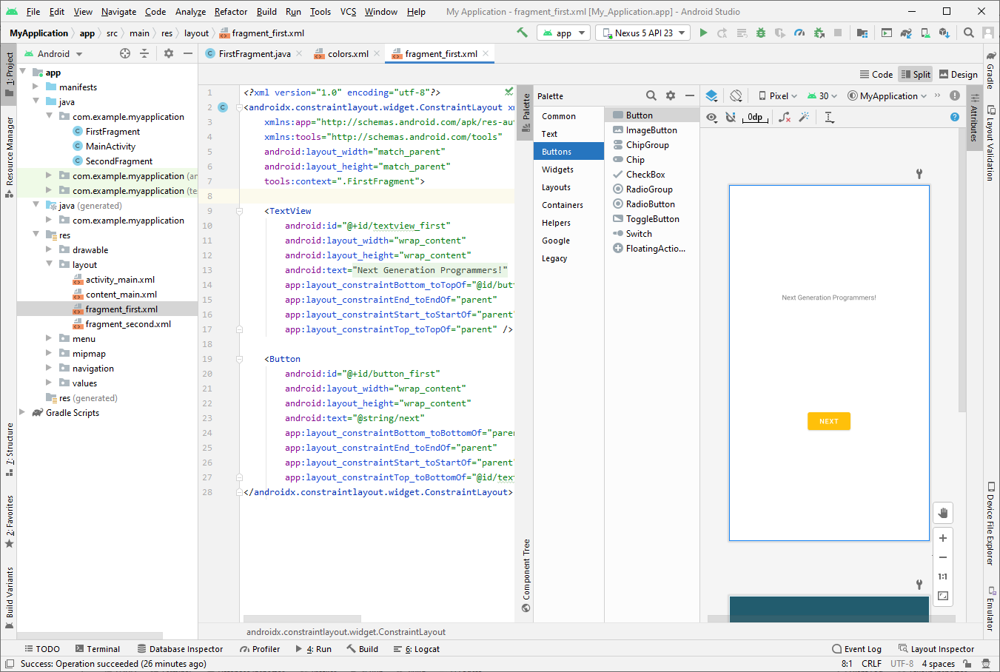 File Edit View Navigate Code Analyze Refactor Build Run Tools VCS Window Help My Application - fragment_first.xml [My_Application.app] - Android Studio
MyApplication app src main res layout fragment_first.xml app Nexus 5 API 23
Android FirstFragment.java colors.xml fragment_first.xml
Code Split Design
1: Project
Resource Manager
7: Structure
2: Favorites
Build Variants
app
manifests
java
com.example.myapplication
FirstFragment
MainActivity
SecondFragment
com.example.myapplication (an
com.example.myapplication (te
java (generated)
com.example.myapplication
res
drawable
layout
activity_main.xml
content_main.xml
fragment_first.xml
fragment_second.xml
menu
mipmap
navigation
values
res (generated)
Gradle Scripts
1 <?xml version="1.0" encoding="utf-8"?>
2 <androidx.constraintlayout.widget.ConstraintLayout xm
3 xmlns:app="http://schemas.android.com/apk/res-aut
4 xmlns:tools="http://schemas.android.com/tools"
5 android:layout_width="match_parent"
6 android:layout_height="match_parent"
7 tools:context=".FirstFragment">
8
9 <TextView
10 android:id="@+id/textview_first"
11 android:layout_width="wrap_content"
12 android:layout_height="wrap_content"
13 android:text="Next Generation Programmers!"
14 app:layout_constraintBottom_toTopOf="@id/butt
15 app:layout_constraintEnd_toEndOf="parent"
16 app:layout_constraintStart_toStartOf="parent"
17 app:layout_constraintTop_toTopOf="parent" />
18
19 <Button
20 android:id="@+id/button_first"
21 android:layout_width="wrap_content"
22 android:layout_height="wrap_content"
23 android:text="@string/next"
24 app:layout_constraintBottom_toBottomOf="paren
25 app:layout_constraintEnd_toEndOf="parent"
26 app:layout_constraintStart_toStartOf="parent"
27 app:layout_constraintTop_toBottomOf="@id/text
28 </androidx.constraintlayout.widget.ConstraintLayout>
androidx.constraintlayout.widget.ConstraintLayout
Palette
Component Tree
Palette
Common
Text
Buttons
Widgets
Layouts
Containers
Helpers
Google
Legacy
Button
ImageButton
ChipGroup
Chip
CheckBox
RadioGroup
RadioButton
ToggleButton
Switch
FloatingActio...
Pixel 30 MyApplication
0dp
Next Generation Programmers!
NEXT
1:1
Attributes
Gradle
Layout Validation
Device File Explorer
Emulator
TODO Terminal Database Inspector Profiler 4: Run Build 6: Logcat Event Log Layout Inspector
Success: Operation succeeded (26 minutes ago) 8:1 CRLF UTF-8 4 spaces